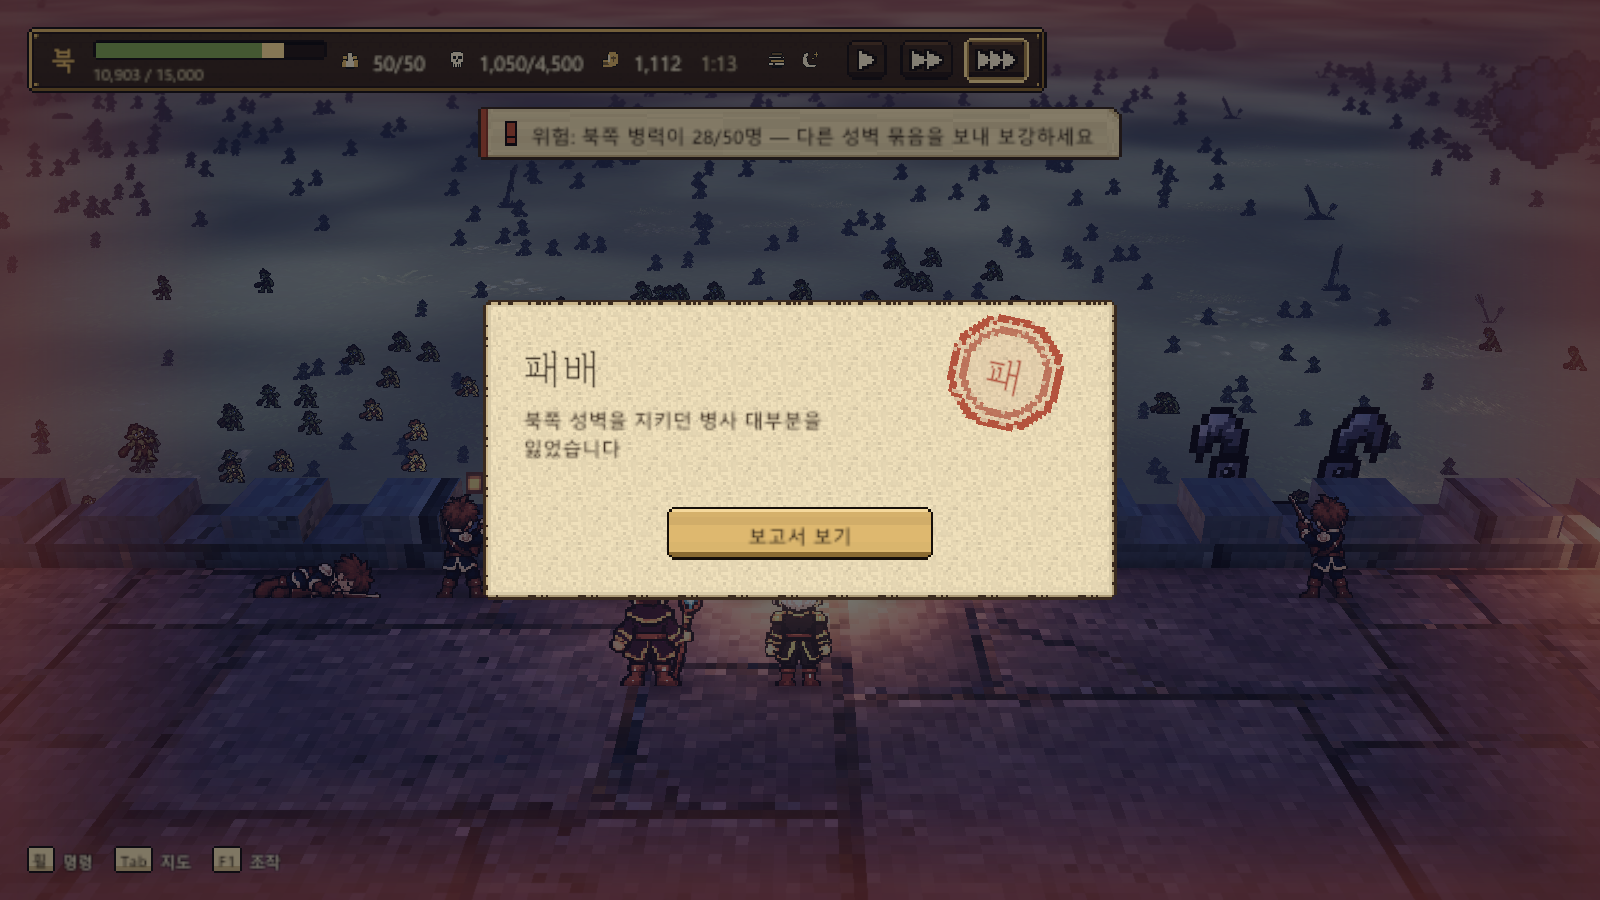 북
10,903 / 15,000
50/50
1,050/4,500
1,112
1:13
위험: 북쪽 병력이 28/50명 — 다른 성벽 묶음을 보내 보강하세요
패배
패
북쪽 성벽을 지키던 병사 대부분을
잃었습니다
보고서 보기
휠 명령 Tab 지도 F1 조작